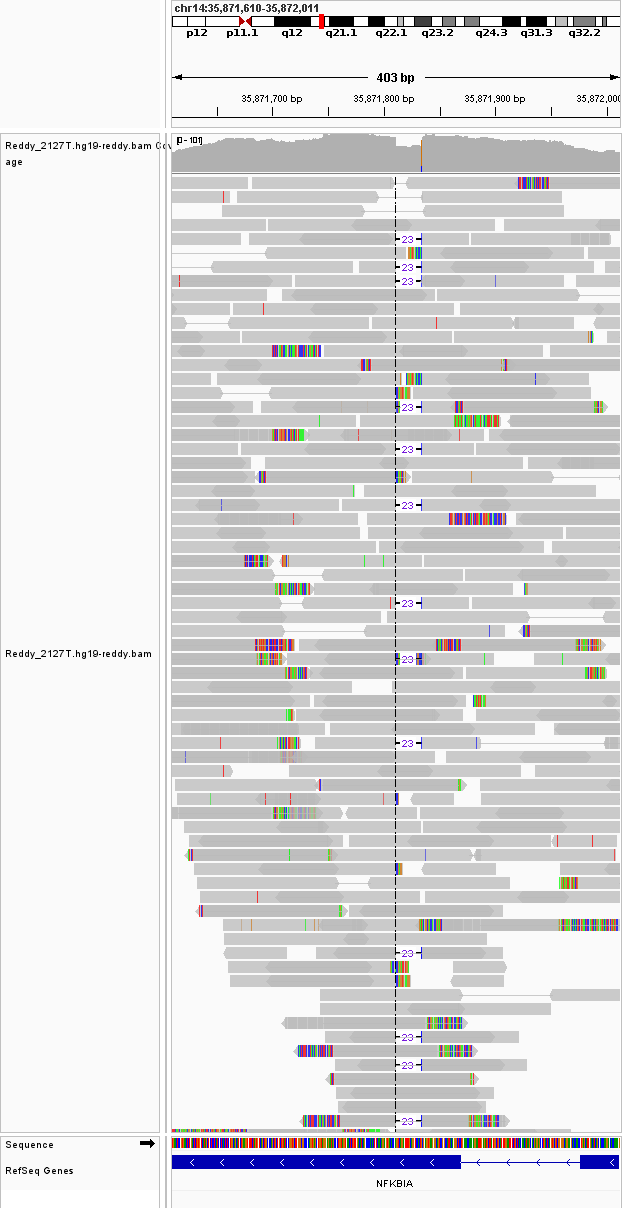 chr14:35,871,610-35,872,011
p12 p11.1 q12 q21.1 q22.1 q23.2 q24.3 q31.3 q32.2
403 bp
35,871,700 bp 35,871,800 bp 35,871,900 bp 35,872,000
Reddy_2127T.hg19-reddy.bam Cov
age
[0 - 101]
23
23
23
23
23
23
23
23
23
23
23
23
23
Reddy_2127T.hg19-reddy.bam
Sequence
RefSeq Genes
NFKBIA